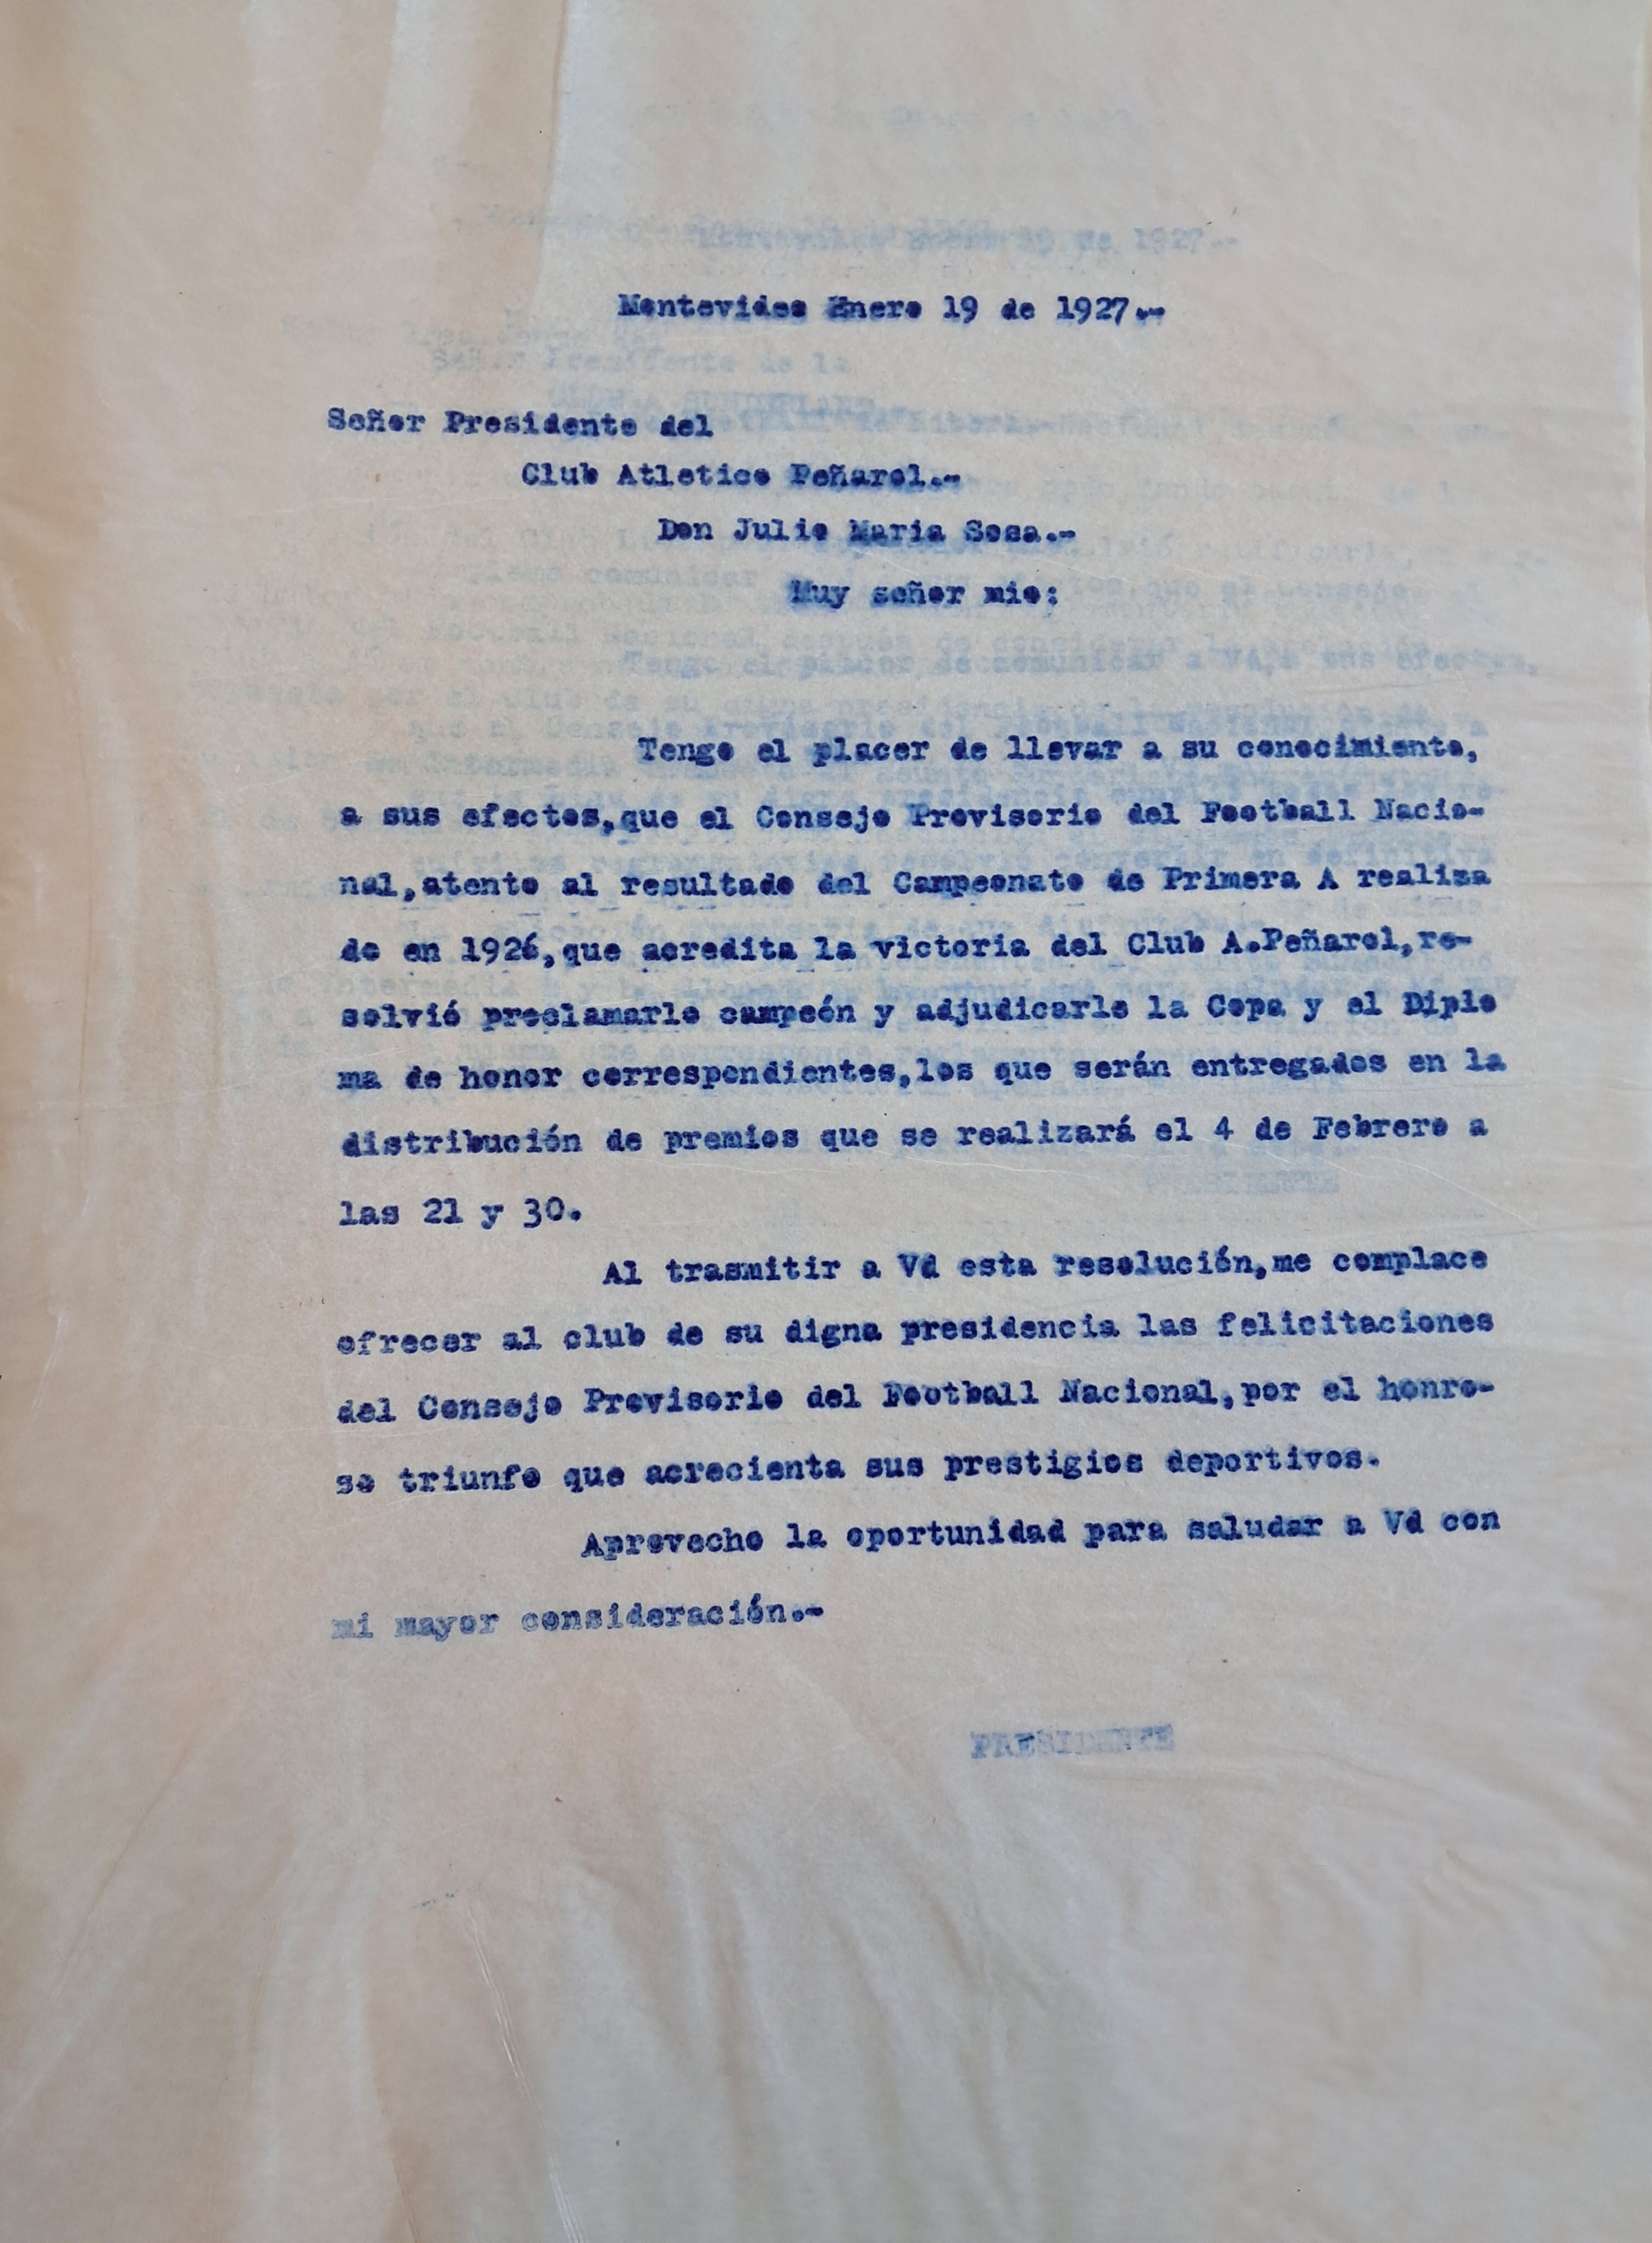 Montevideo Enero 19 de 1927.-
Señor Presidente del
Club Atletico Peñarol.-
Don Julio Maria Sosa.-
Muy señor mio:
Tengo el placer de llevar a su conocimiento,
a sus efectos,que el Consejo Provisorio del Football Nacio-
nal,atento al resultado del Campeonato de Primera A realiza
do en 1926,que acredita la victoria del Club A.Peñarol,re-
solvió proclamarlo campeón y adjudicarle la Copa y el Diplo
ma de honor correspondientes,los que serán entregados en la
distribución de premios que se realizará el 4 de Febrero a
las 21 y 30.
Al trasmitir a Vd esta resolución,me complace
ofrecer al club de su digna presidencia las felicitaciones
del Consejo Provisorio del Football Nacional,por el honro-
so triunfo que acrecienta sus prestigios deportivos.
Aprovecho la oportunidad para saludar a Vd con
mi mayor consideración.-
PRESIDENTE